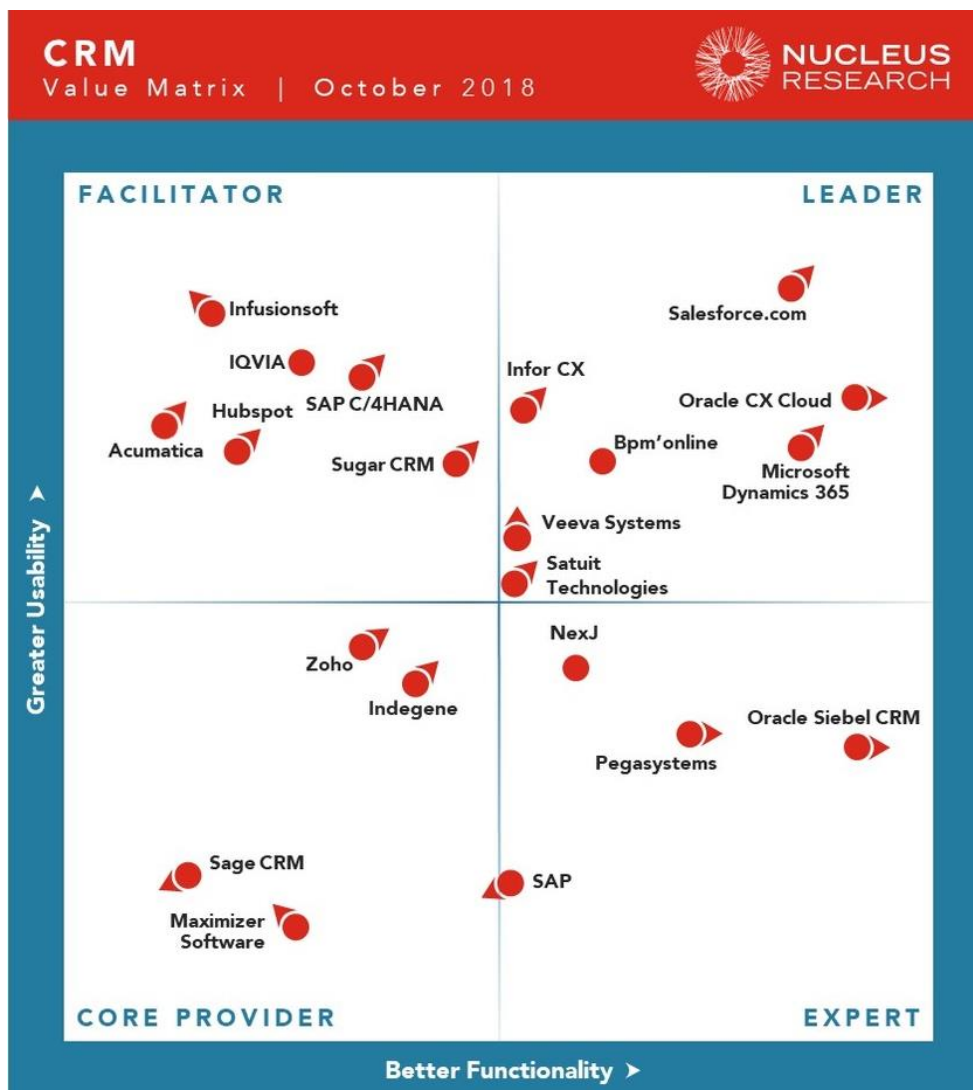 CRM
Value Matrix | October 2018
NUCLEUS
RESEARCH
FACILITATOR
LEADER
Infusionsoft
Salesforce.com
IQVIA
SAP C/4HANA
Infor CX
Oracle CX Cloud
Hubspot
Acumatica
Sugar CRM
Bpm’online
Microsoft
Dynamics 365
Veeva Systems
Satuit
Technologies
Zoho
Indegene
NexJ
Oracle Siebel CRM
Pegasystems
Sage CRM
Maximizer
Software
SAP
CORE PROVIDER
EXPERT
Greater Usability >
Better Functionality >